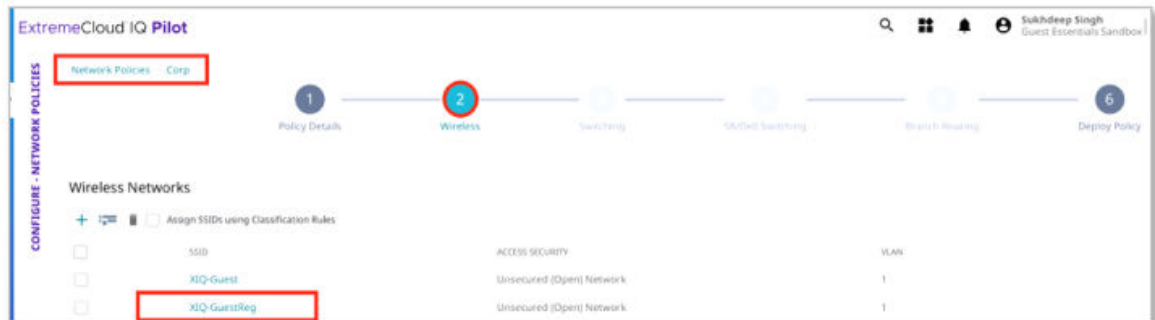 ExtremeCloud IQ Pilot
Sukhdeep Singh
Guest Essentials Sandbox
CONFIGURE - NETWORK POLICIES
Network Policies Corp
1 2 6
Policy Details Wireless Switching SR/Dell Switching Branch Routing Deploy Policy
Wireless Networks
Assign SSIDs using Classification Rules
SSID ACCESS SECURITY VLAN
XIQ-Guest Unsecured (Open) Network 1
XIQ-GuestReg Unsecured (Open) Network 1